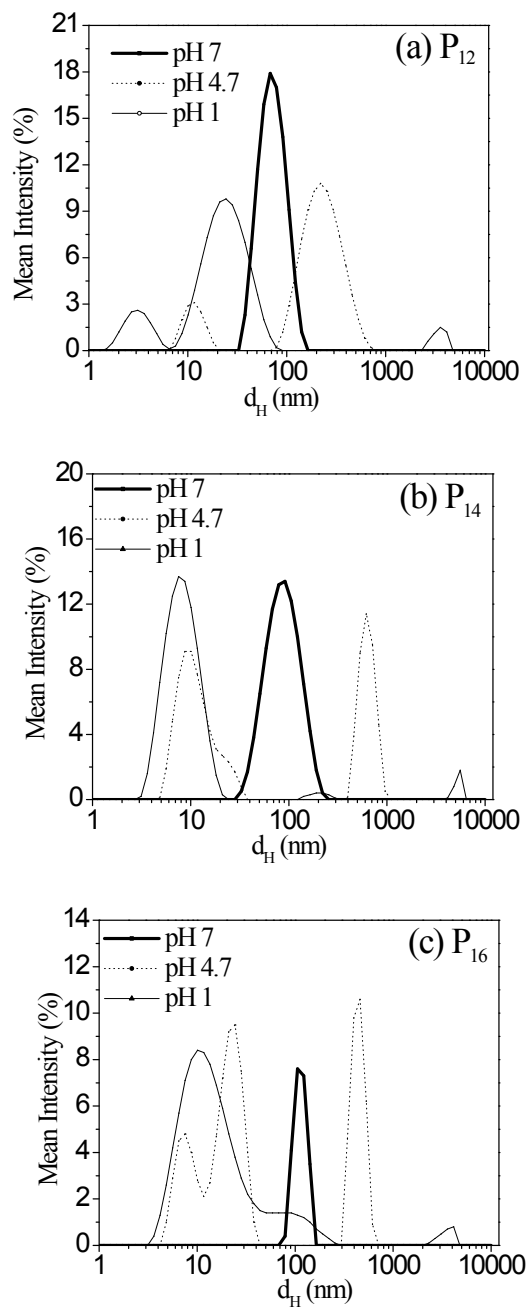 21
18
15
12
9
6
3
0
Mean Intensity (%)
pH 7
pH 4.7
pH 1
(a) P12
1 10 100 1000 10000
dH (nm)
20
16
12
8
4
0
Mean Intensity (%)
pH 7
pH 4.7
pH 1
(b) P14
1 10 100 1000 10000
dH (nm)
14
12
10
8
6
4
2
0
Mean Intensity (%)
pH 7
pH 4.7
pH 1
(c) P16
1 10 100 1000 10000
dH (nm)